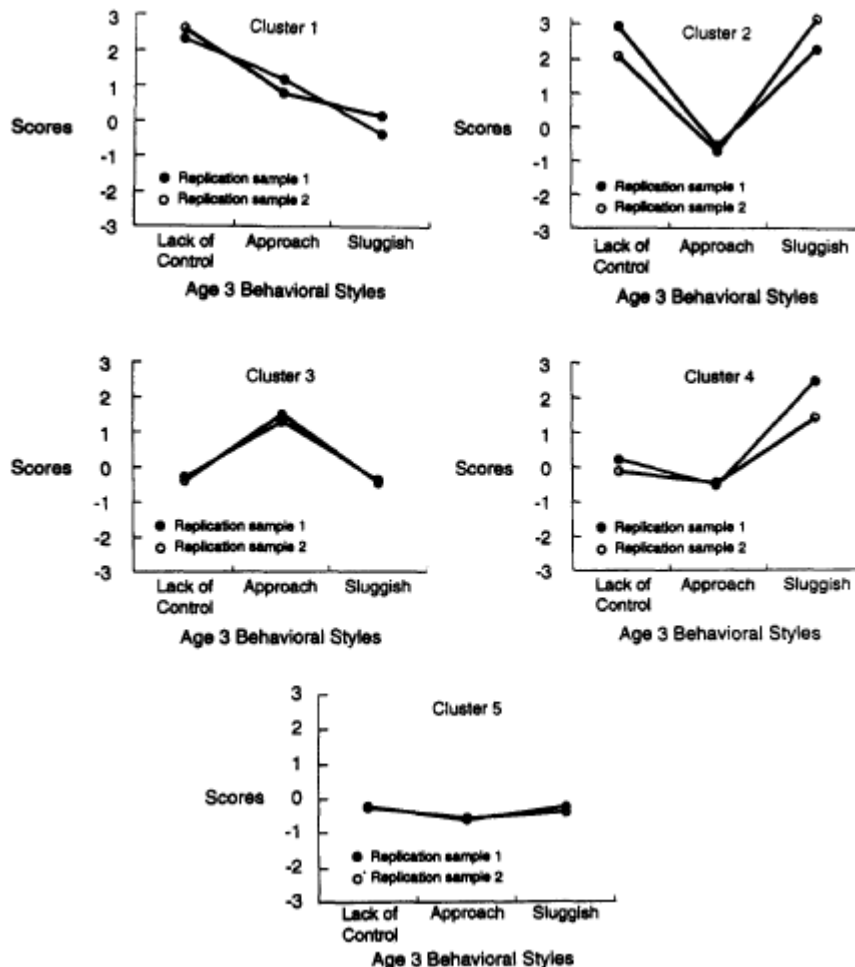 Cluster 1
3
2
1
Scores
0
-1
-2
-3
● Replication sample 1
○ Replication sample 2
Lack of Control
Approach
Sluggish
Age 3 Behavioral Styles
Cluster 2
3
2
1
Scores
0
-1
-2
-3
● Replication sample 1
○ Replication sample 2
Lack of Control
Approach
Sluggish
Age 3 Behavioral Styles
Cluster 3
3
2
1
Scores
0
-1
-2
-3
● Replication sample 1
○ Replication sample 2
Lack of Control
Approach
Sluggish
Age 3 Behavioral Styles
Cluster 4
3
2
1
Scores
0
-1
-2
-3
● Replication sample 1
○ Replication sample 2
Lack of Control
Approach
Sluggish
Age 3 Behavioral Styles
Cluster 5
3
2
1
Scores
0
-1
-2
-3
● Replication sample 1
○ Replication sample 2
Lack of Control
Approach
Sluggish
Age 3 Behavioral Styles